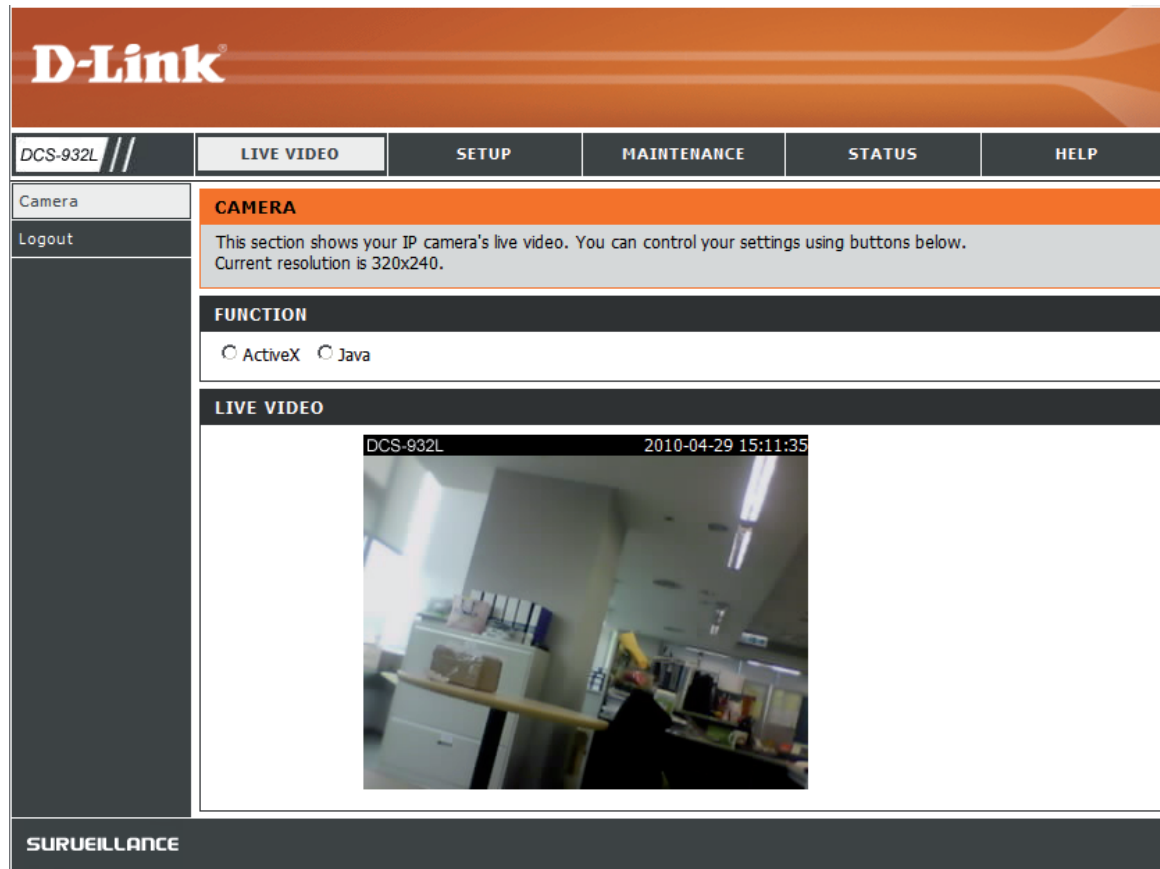 D-Link®
DCS-932L
LIVE VIDEO
SETUP
MAINTENANCE
STATUS
HELP
Camera
Logout
CAMERA
This section shows your IP camera's live video. You can control your settings using buttons below.
Current resolution is 320x240.
FUNCTION
ActiveX
Java
LIVE VIDEO
DCS-932L 2010-04-29 15:11:35
SURVEILLANCE